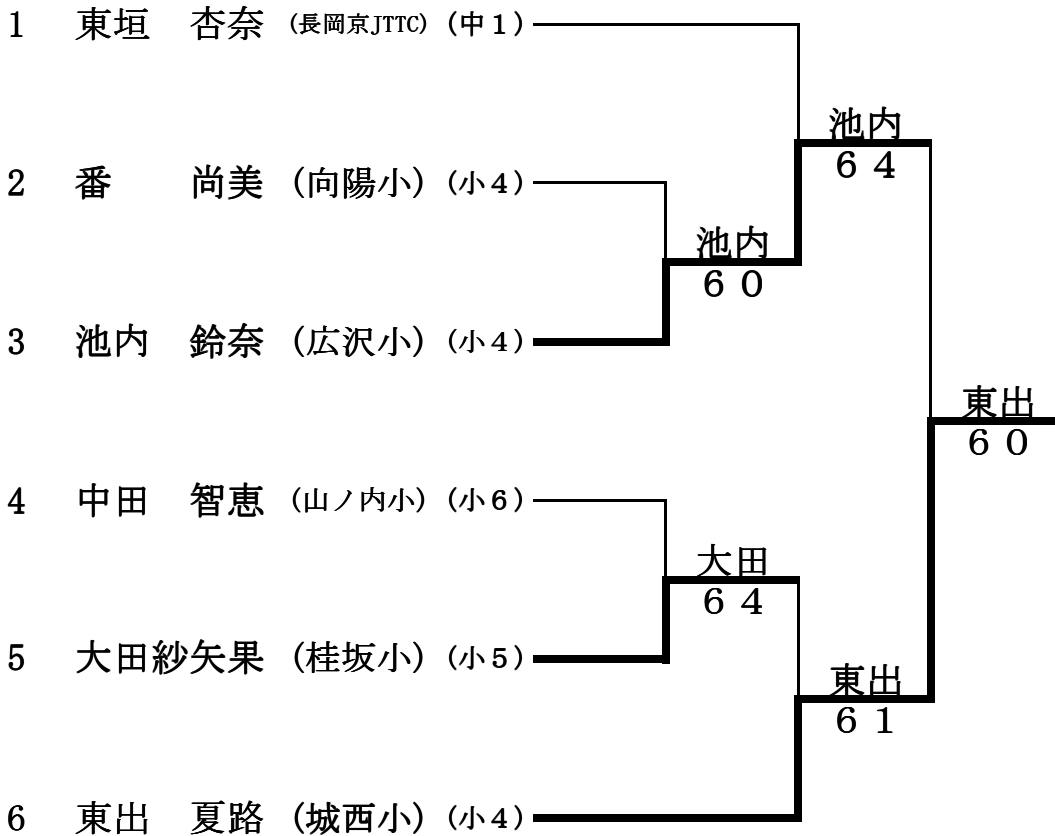 1 東垣 杏奈 (長岡京JTTC) (中1)
池内
64
2 番 尚美 (向陽小) (小4)
池内
60
3 池内 鈴奈 (広沢小) (小4)
東出
60
4 中田 智恵 (山ノ内小) (小6)
大田
64
5 大田紗矢果 (桂坂小) (小5)
東出
61
6 東出 夏路 (城西小) (小4)